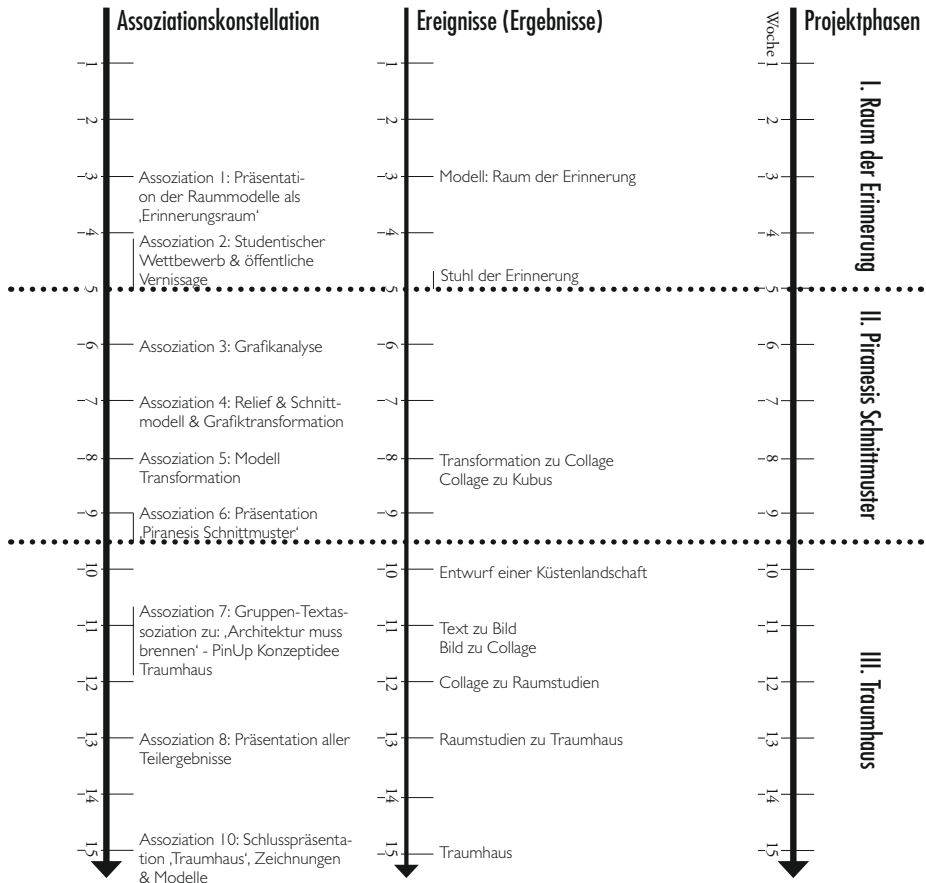 Assoziationskonstellation
1
2
3
Assoziation 1: Präsentati-
on der Raummodelle als
‚Erinnerungsraum‘
4
Assoziation 2: Studentischer
Wettbewerb & öffentliche
Vernissage
5
6
Assoziation 3: Grafikanalyse
7
Assoziation 4: Relief & Schnitt-
modell & Grafiktransformation
8
Assoziation 5: Modell
Transformation
9
Assoziation 6: Präsentation
‚Piranesis Schnittmuster‘
10
Assoziation 7: Gruppen-Textas-
soziation zu: ‚Architektur muss
brennen‘ - PinUp Konzeptidee
Traumhaus
11
12
13
Assoziation 8: Präsentation aller
Teilergebnisse
14
15
Assoziation 10: Schlusspräsenta-
tion ‚Traumhaus‘, Zeichnungen
& Modelle
Ereignisse (Ergebnisse)
1
2
3
Modell: Raum der Erinnerung
4
Stuhl der Erinnerung
5
6
7
8
Transformation zu Collage
Collage zu Kubus
9
10
Entwurf einer Küstenlandschaft
11
Text zu Bild
Bild zu Collage
12
Collage zu Raumstudien
13
Raumstudien zu Traumhaus
14
15
Traumhaus
Projektphasen
Woche 1
2
3
4
5
6
7
8
9
10
11
12
13
14
15
I. Raum der Erinnerung
II. Piranesis Schnittmuster
III. Traumhaus